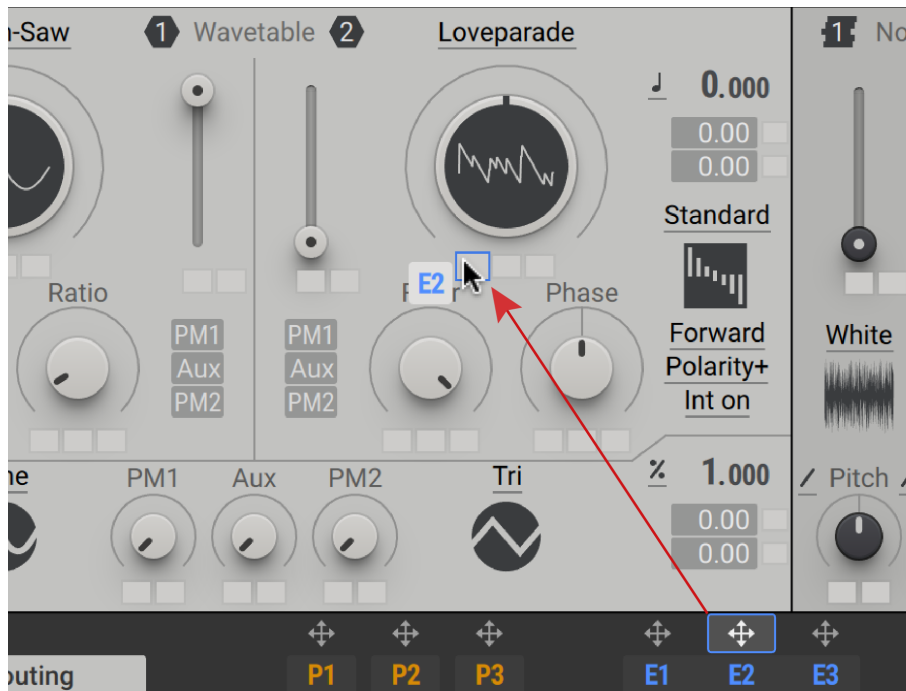 -Saw
1 Wavetable 2
Loveparade
1
0.000
0.00
0.00
Standard
E2
Ratio
Phase
PM1
Aux
PM2
PM1
Aux
PM2
Forward
Polarity+
Int on
White
PM1
Aux
PM2
Tri
% 1.000
0.00
0.00
Pitch
P1
P2
P3
E1
E2
E3